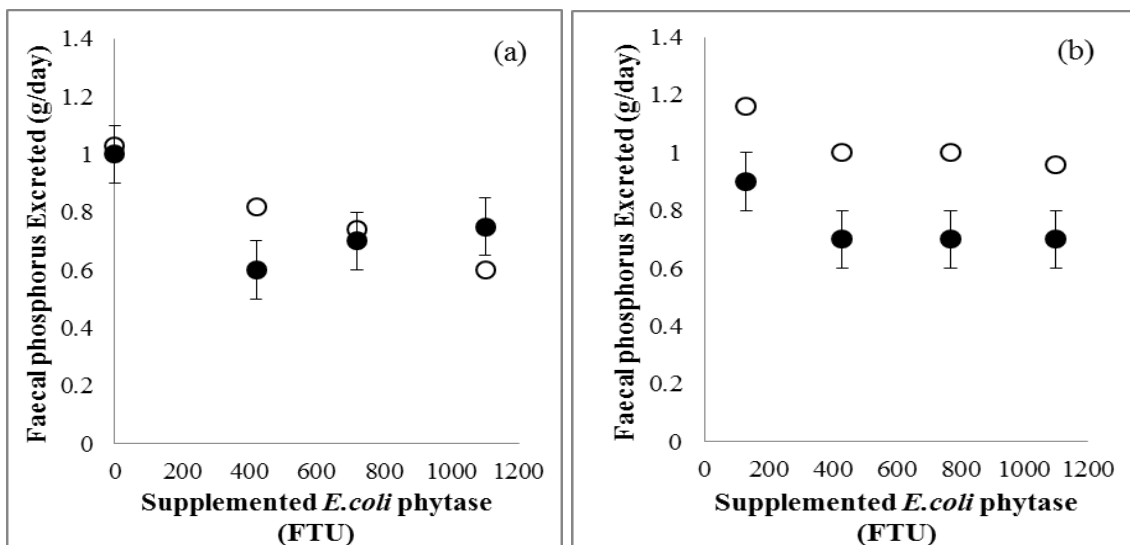 (a)
Faecal phosphorus Excreted (g/day)
1.4
1.2
1
0.8
0.6
0.4
0.2
0
0 200 400 600 800 1000 1200
Supplemented E.coli phytase
(FTU)
(b)
Faecal phosphorus Excreted (g/day)
1.4
1.2
1
0.8
0.6
0.4
0.2
0
0 200 400 600 800 1000 1200
Supplemented E.coli phytase
(FTU)